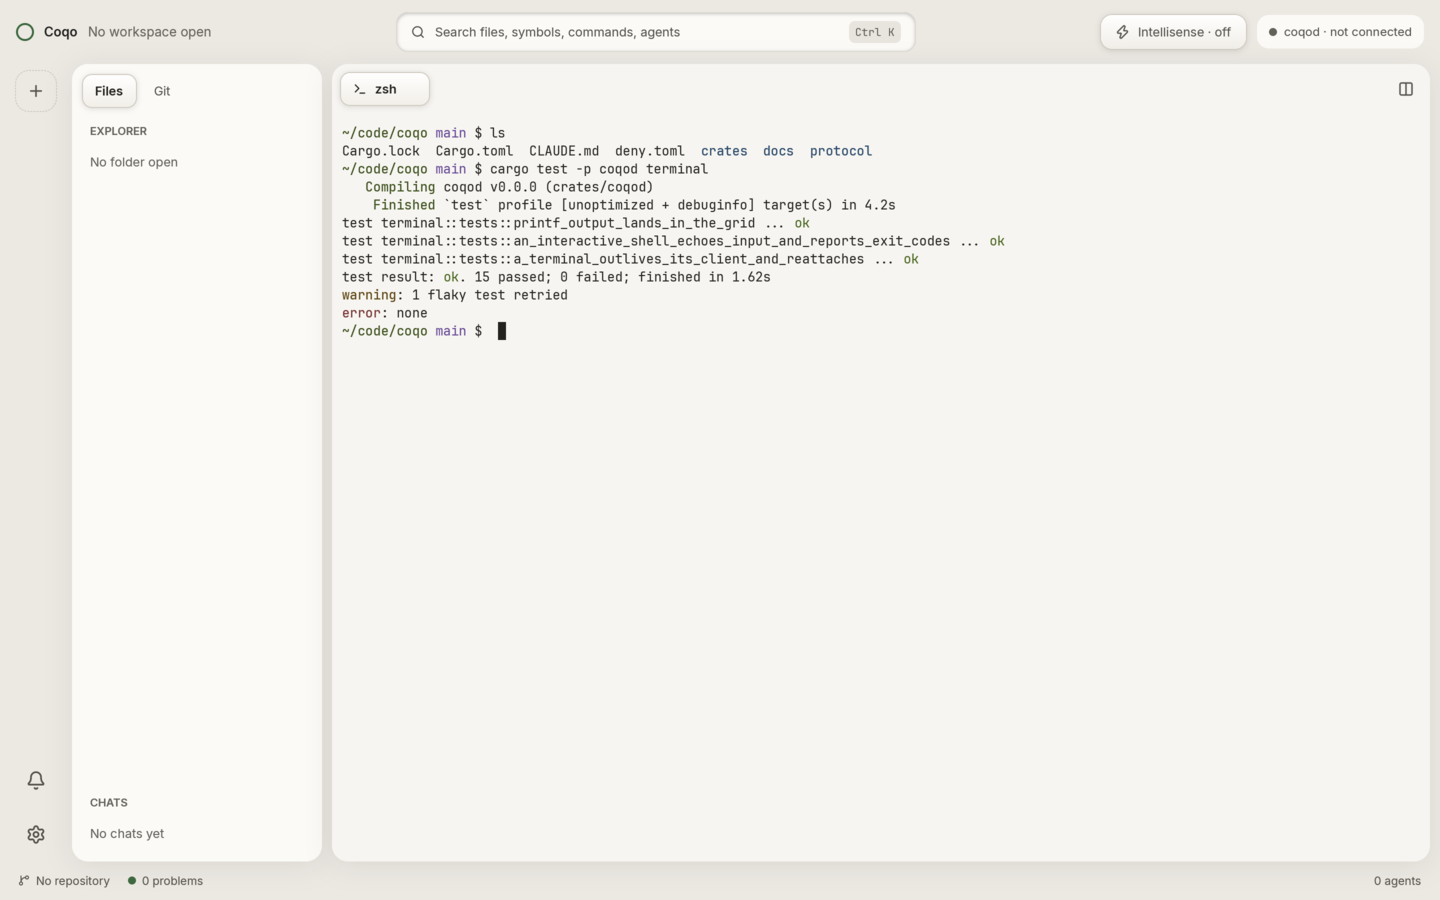 Coqo No workspace open
Search files, symbols, commands, agents Ctrl K
Intellisense · off
coqod · not connected
Files Git
EXPLORER
No folder open
CHATS
No chats yet
zsh
~/code/coqo main $ ls
Cargo.lock  Cargo.toml  CLAUDE.md  deny.toml  crates  docs  protocol
~/code/coqo main $ cargo test -p coqod terminal
   Compiling coqod v0.0.0 (crates/coqod)
    Finished `test` profile [unoptimized + debuginfo] target(s) in 4.2s
test terminal::tests::printf_output_lands_in_the_grid ... ok
test terminal::tests::an_interactive_shell_echoes_input_and_reports_exit_codes ... ok
test terminal::tests::a_terminal_outlives_its_client_and_reattaches ... ok
test result: ok. 15 passed; 0 failed; finished in 1.62s
warning: 1 flaky test retried
error: none
~/code/coqo main $
No repository 0 problems
0 agents